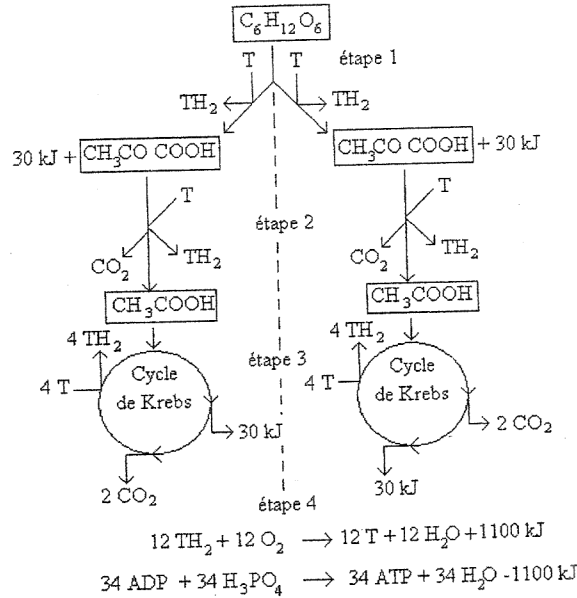 C₆H₁₂O₆
T T étape 1
TH₂ TH₂
30 kJ + CH₃CO COOH CH₃CO COOH + 30 kJ
T T
étape 2
CO₂ TH₂ CO₂ TH₂
CH₃COOH CH₃COOH
4 TH₂ 4 TH₂
Cycle étape 3 Cycle
4 T de Krebs 4 T de Krebs
30 kJ 2 CO₂
2 CO₂ 30 kJ
étape 4
12 TH₂ + 12 O₂ → 12 T + 12 H₂O + 1100 kJ
34 ADP + 34 H₃PO₄ → 34 ATP + 34 H₂O - 1100 kJ